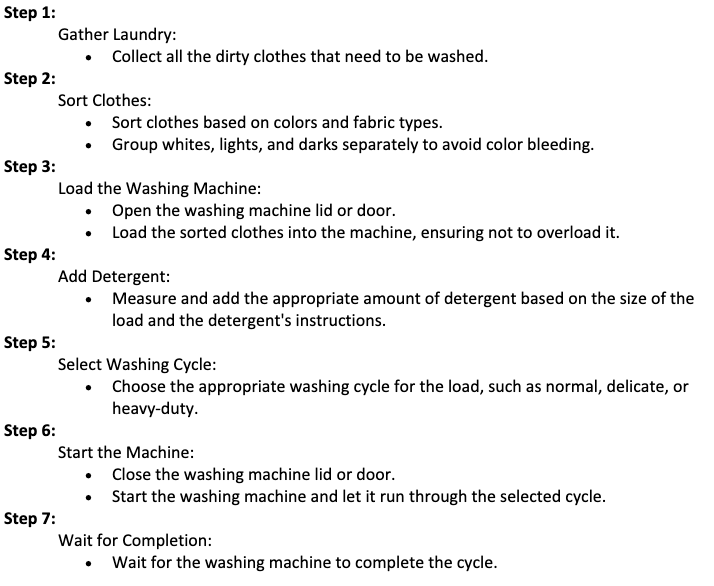 Step 1:
Gather Laundry:
• Collect all the dirty clothes that need to be washed.
Step 2:
Sort Clothes:
• Sort clothes based on colors and fabric types.
• Group whites, lights, and darks separately to avoid color bleeding.
Step 3:
Load the Washing Machine:
• Open the washing machine lid or door.
• Load the sorted clothes into the machine, ensuring not to overload it.
Step 4:
Add Detergent:
• Measure and add the appropriate amount of detergent based on the size of the
load and the detergent's instructions.
Step 5:
Select Washing Cycle:
• Choose the appropriate washing cycle for the load, such as normal, delicate, or
heavy-duty.
Step 6:
Start the Machine:
• Close the washing machine lid or door.
• Start the washing machine and let it run through the selected cycle.
Step 7:
Wait for Completion:
• Wait for the washing machine to complete the cycle.